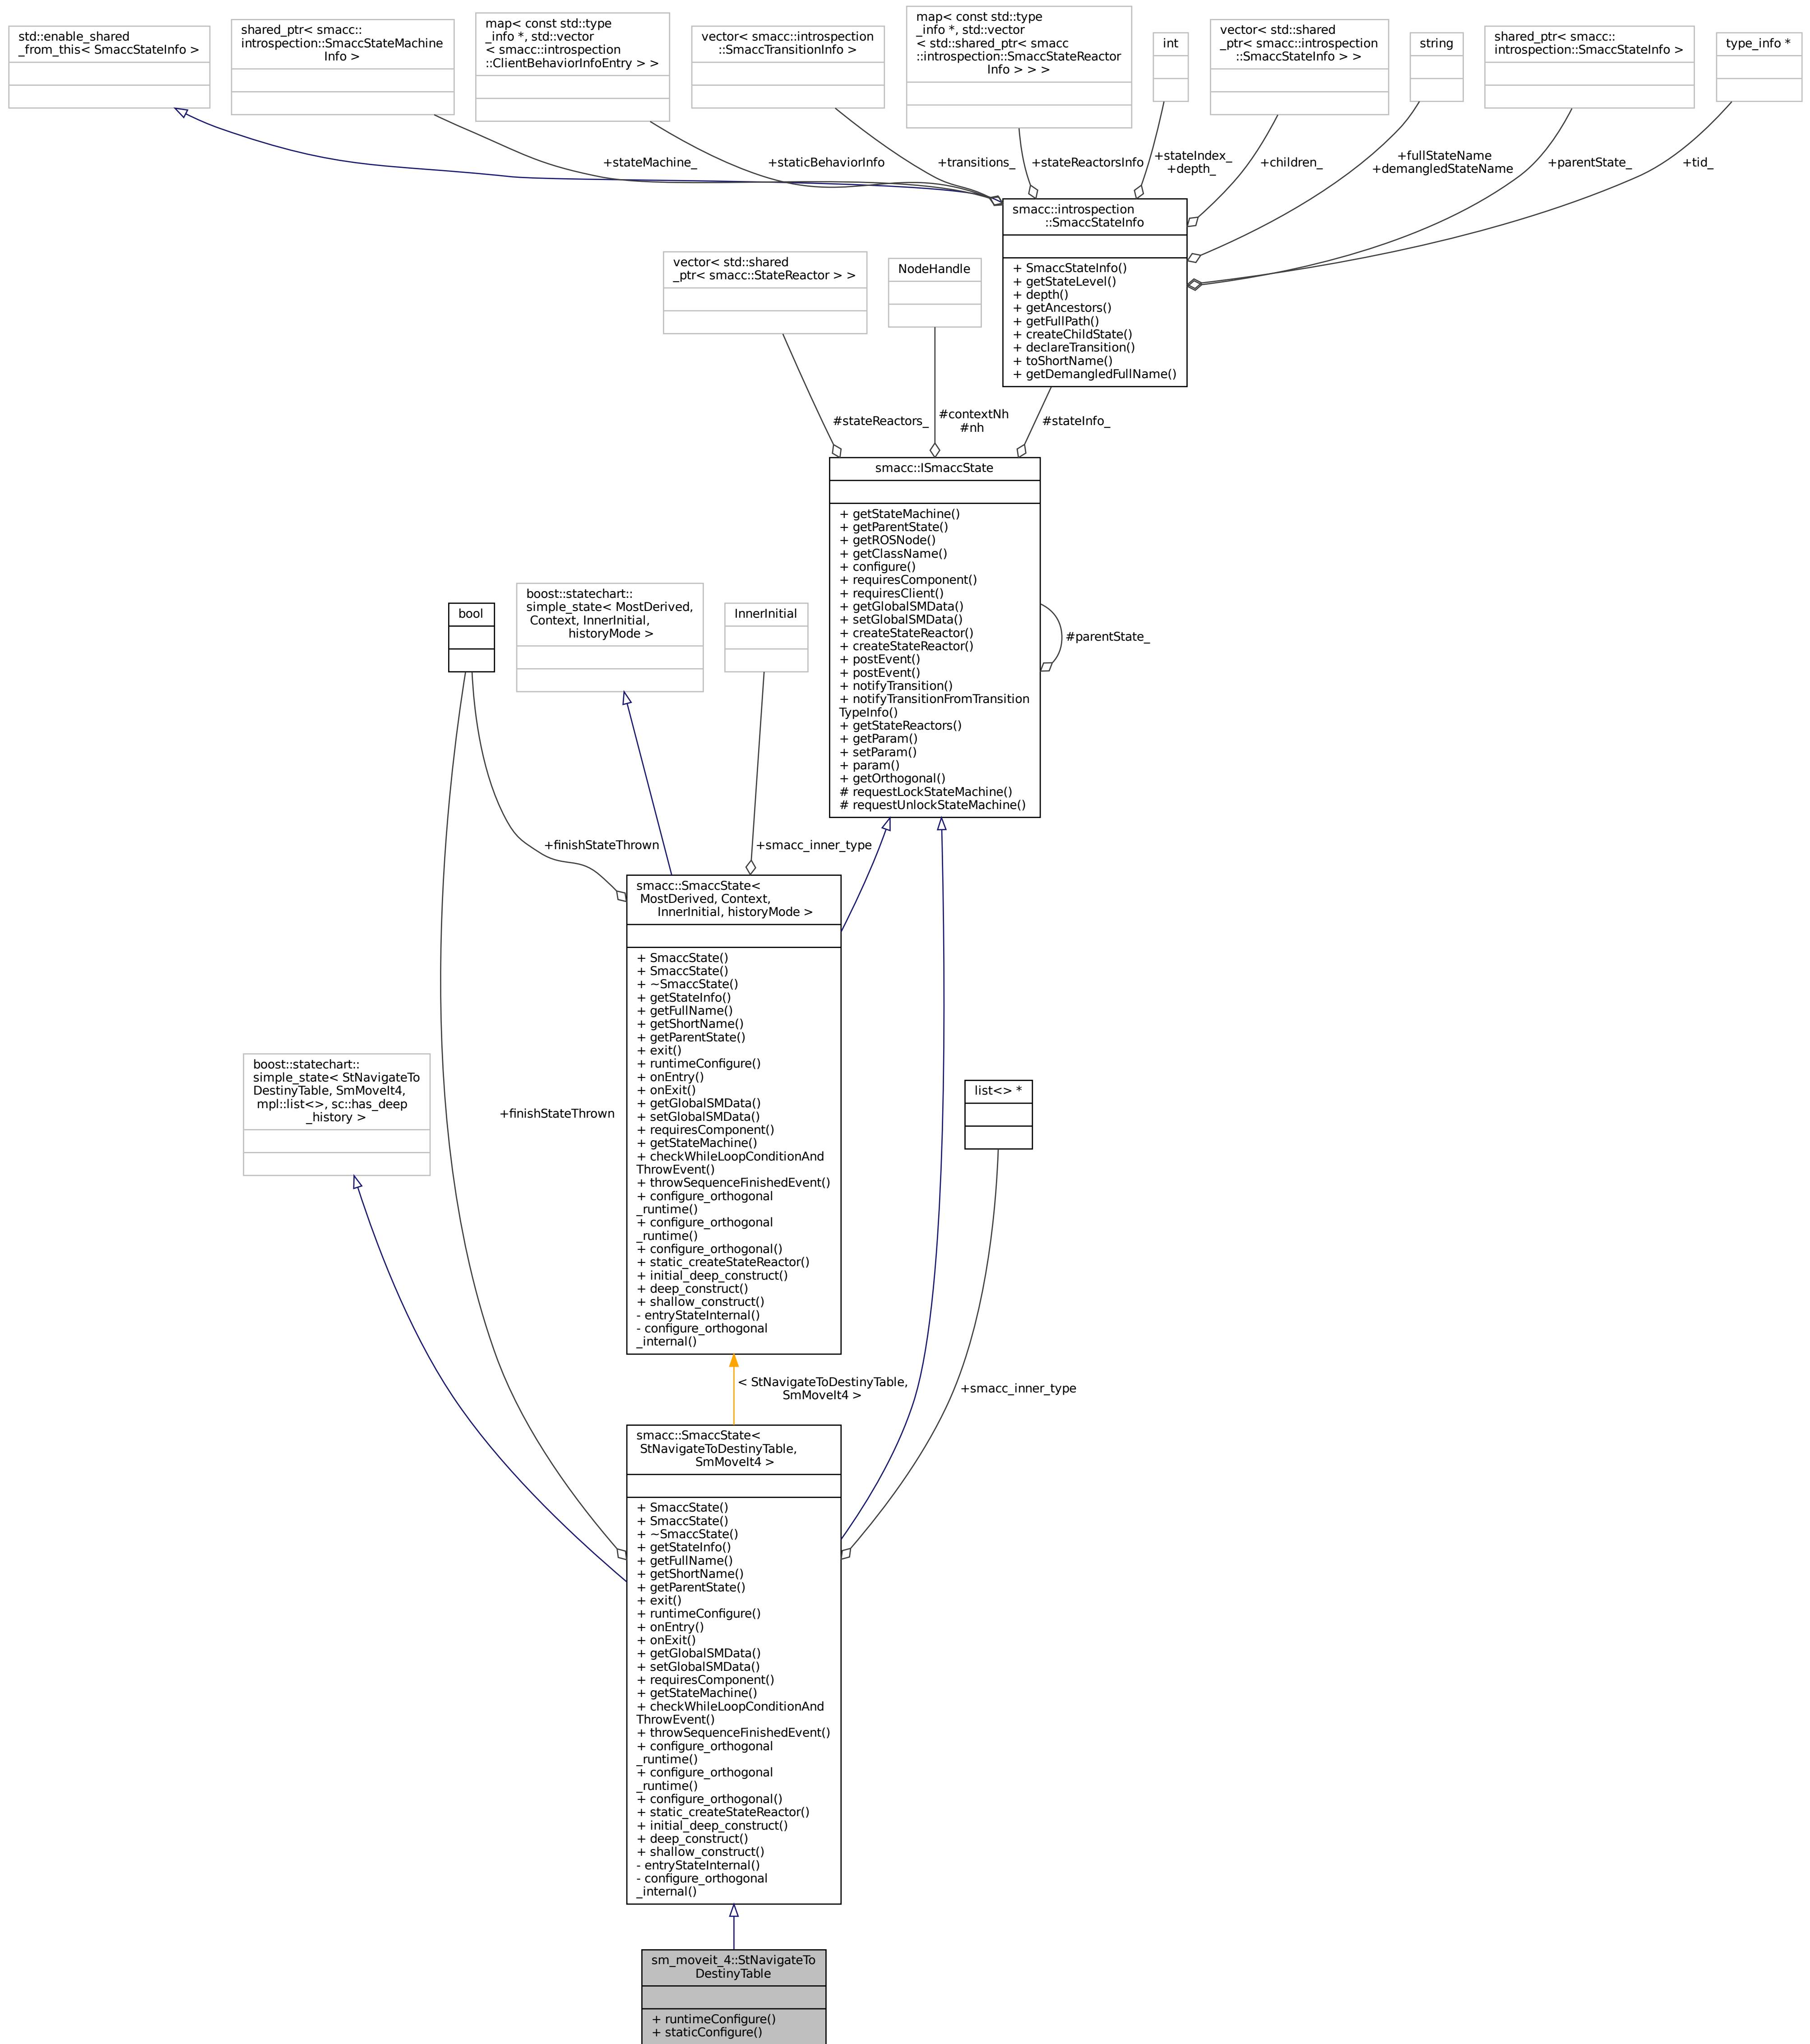 std::enable_shared
_from_this< SmaccStateInfo >
shared_ptr< smacc::
introspection::SmaccStateMachine
Info >
map< const std::type
_info *, std::vector
< smacc::introspection
::ClientBehaviorInfoEntry > >
vector< smacc::introspection
::SmaccTransitionInfo >
map< const std::type
_info *, std::vector
< std::shared_ptr< smacc
::introspection::SmaccStateReactor
Info > > >
int
vector< std::shared
_ptr< smacc::introspection
::SmaccStateInfo > >
string
shared_ptr< smacc::
introspection::SmaccStateInfo >
type_info *
+stateMachine_
+staticBehaviorInfo
+transitions_
+stateReactorsInfo
+stateIndex_
+depth_
+children_
+fullStateName
+demangledStateName
+parentState_
+tid_
smacc::introspection
::SmaccStateInfo
+ SmaccStateInfo()
+ getStateLevel()
+ depth()
+ getAncestors()
+ getFullPath()
+ createChildState()
+ declareTransition()
+ toShortName()
+ getDemangledFullName()
vector< std::shared
_ptr< smacc::StateReactor > >
NodeHandle
#stateReactors_
#contextNh
#nh
#stateInfo_
smacc::ISmaccState
+ getStateMachine()
+ getParentState()
+ getROSNode()
+ getClassName()
+ configure()
+ requiresComponent()
+ requiresClient()
+ getGlobalSMData()
+ setGlobalSMData()
+ createStateReactor()
+ createStateReactor()
+ postEvent()
+ postEvent()
+ notifyTransition()
+ notifyTransitionFromTransition
TypeInfo()
+ getStateReactors()
+ getParam()
+ setParam()
+ param()
+ getOrthogonal()
# requestLockStateMachine()
# requestUnlockStateMachine()
#parentState_
bool
boost::statechart::
simple_state< MostDerived,
Context, InnerInitial,
historyMode >
InnerInitial
+finishStateThrown
+smacc_inner_type
smacc::SmaccState<
MostDerived, Context,
InnerInitial, historyMode >
+ SmaccState()
+ SmaccState()
+ ~SmaccState()
+ getStateInfo()
+ getFullName()
+ getShortName()
+ getParentState()
+ exit()
+ runtimeConfigure()
+ onEntry()
+ onExit()
+ getGlobalSMData()
+ setGlobalSMData()
+ requiresComponent()
+ getStateMachine()
+ checkWhileLoopConditionAnd
ThrowEvent()
+ throwSequenceFinishedEvent()
+ configure_orthogonal
_runtime()
+ configure_orthogonal
_runtime()
+ configure_orthogonal()
+ static_createStateReactor()
+ initial_deep_construct()
+ deep_construct()
+ shallow_construct()
- entryStateInternal()
- configure_orthogonal
_internal()
boost::statechart::
simple_state< StNavigateTo
DestinyTable, SmMoveIt4,
mpl::list<>, sc::has_deep
_history >
+finishStateThrown
list<> *
< StNavigateToDestinyTable,
SmMoveIt4 >
+smacc_inner_type
smacc::SmaccState<
StNavigateToDestinyTable,
SmMoveIt4 >
+ SmaccState()
+ SmaccState()
+ ~SmaccState()
+ getStateInfo()
+ getFullName()
+ getShortName()
+ getParentState()
+ exit()
+ runtimeConfigure()
+ onEntry()
+ onExit()
+ getGlobalSMData()
+ setGlobalSMData()
+ requiresComponent()
+ getStateMachine()
+ checkWhileLoopConditionAnd
ThrowEvent()
+ throwSequenceFinishedEvent()
+ configure_orthogonal
_runtime()
+ configure_orthogonal
_runtime()
+ configure_orthogonal()
+ static_createStateReactor()
+ initial_deep_construct()
+ deep_construct()
+ shallow_construct()
- entryStateInternal()
- configure_orthogonal
_internal()
sm_moveit_4::StNavigateTo
DestinyTable
+ runtimeConfigure()
+ staticConfigure()